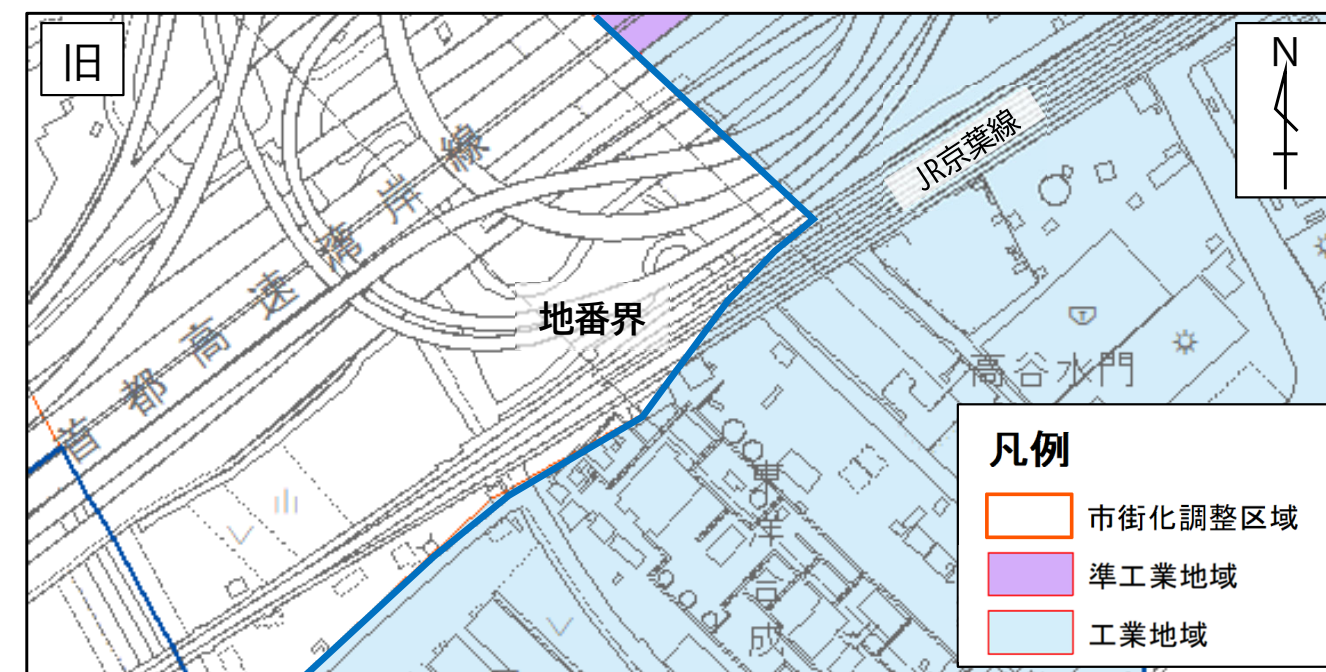 旧
N
JR京葉線
首都高速湾岸線
地番界
高谷水門
東洋合成
凡例
市街化調整区域
準工業地域
工業地域